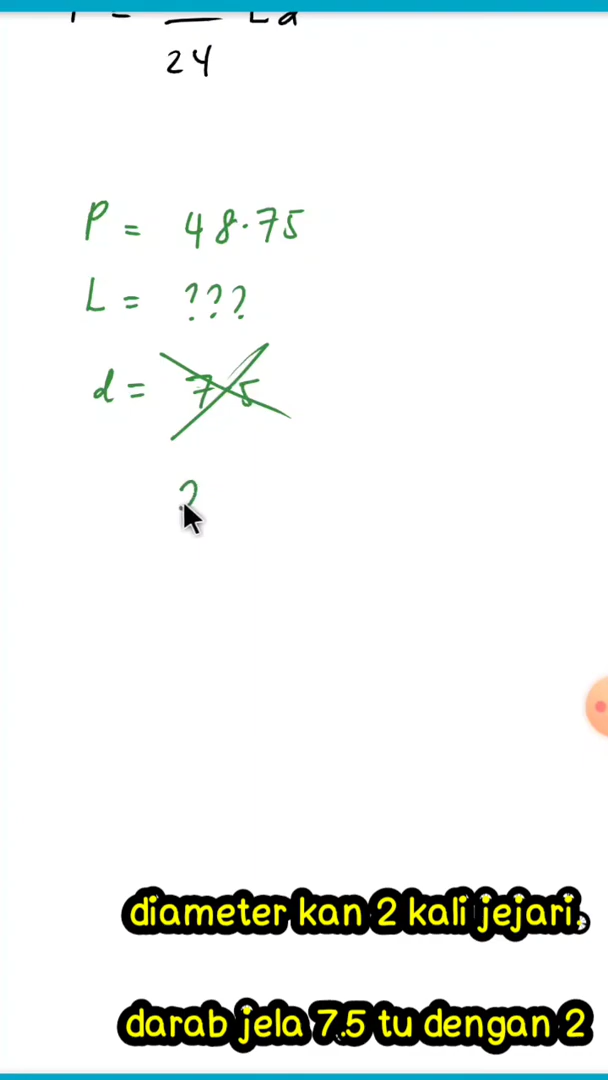 24
P = 48.75
L = ???
d = 7.5
2
diameter kan 2 kali jejari,
darab jela 7.5 tu dengan 2